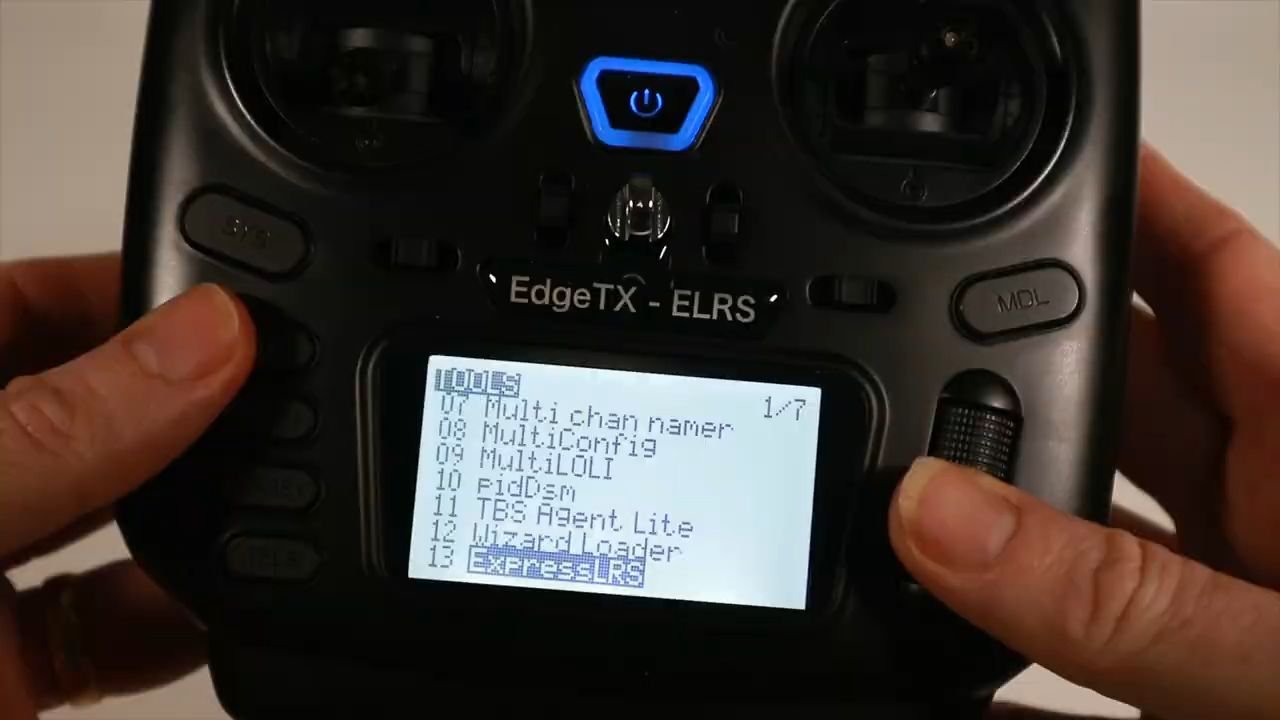 SYS
EdgeTX - ELRS
MDL
TOOLS 1/7
07 Multi chan namer
08 MultiConfig
09 MultiLOLI
10 pidDsm
11 TBS Agent Lite
12 Wizard Loader
13 ExpressLRS